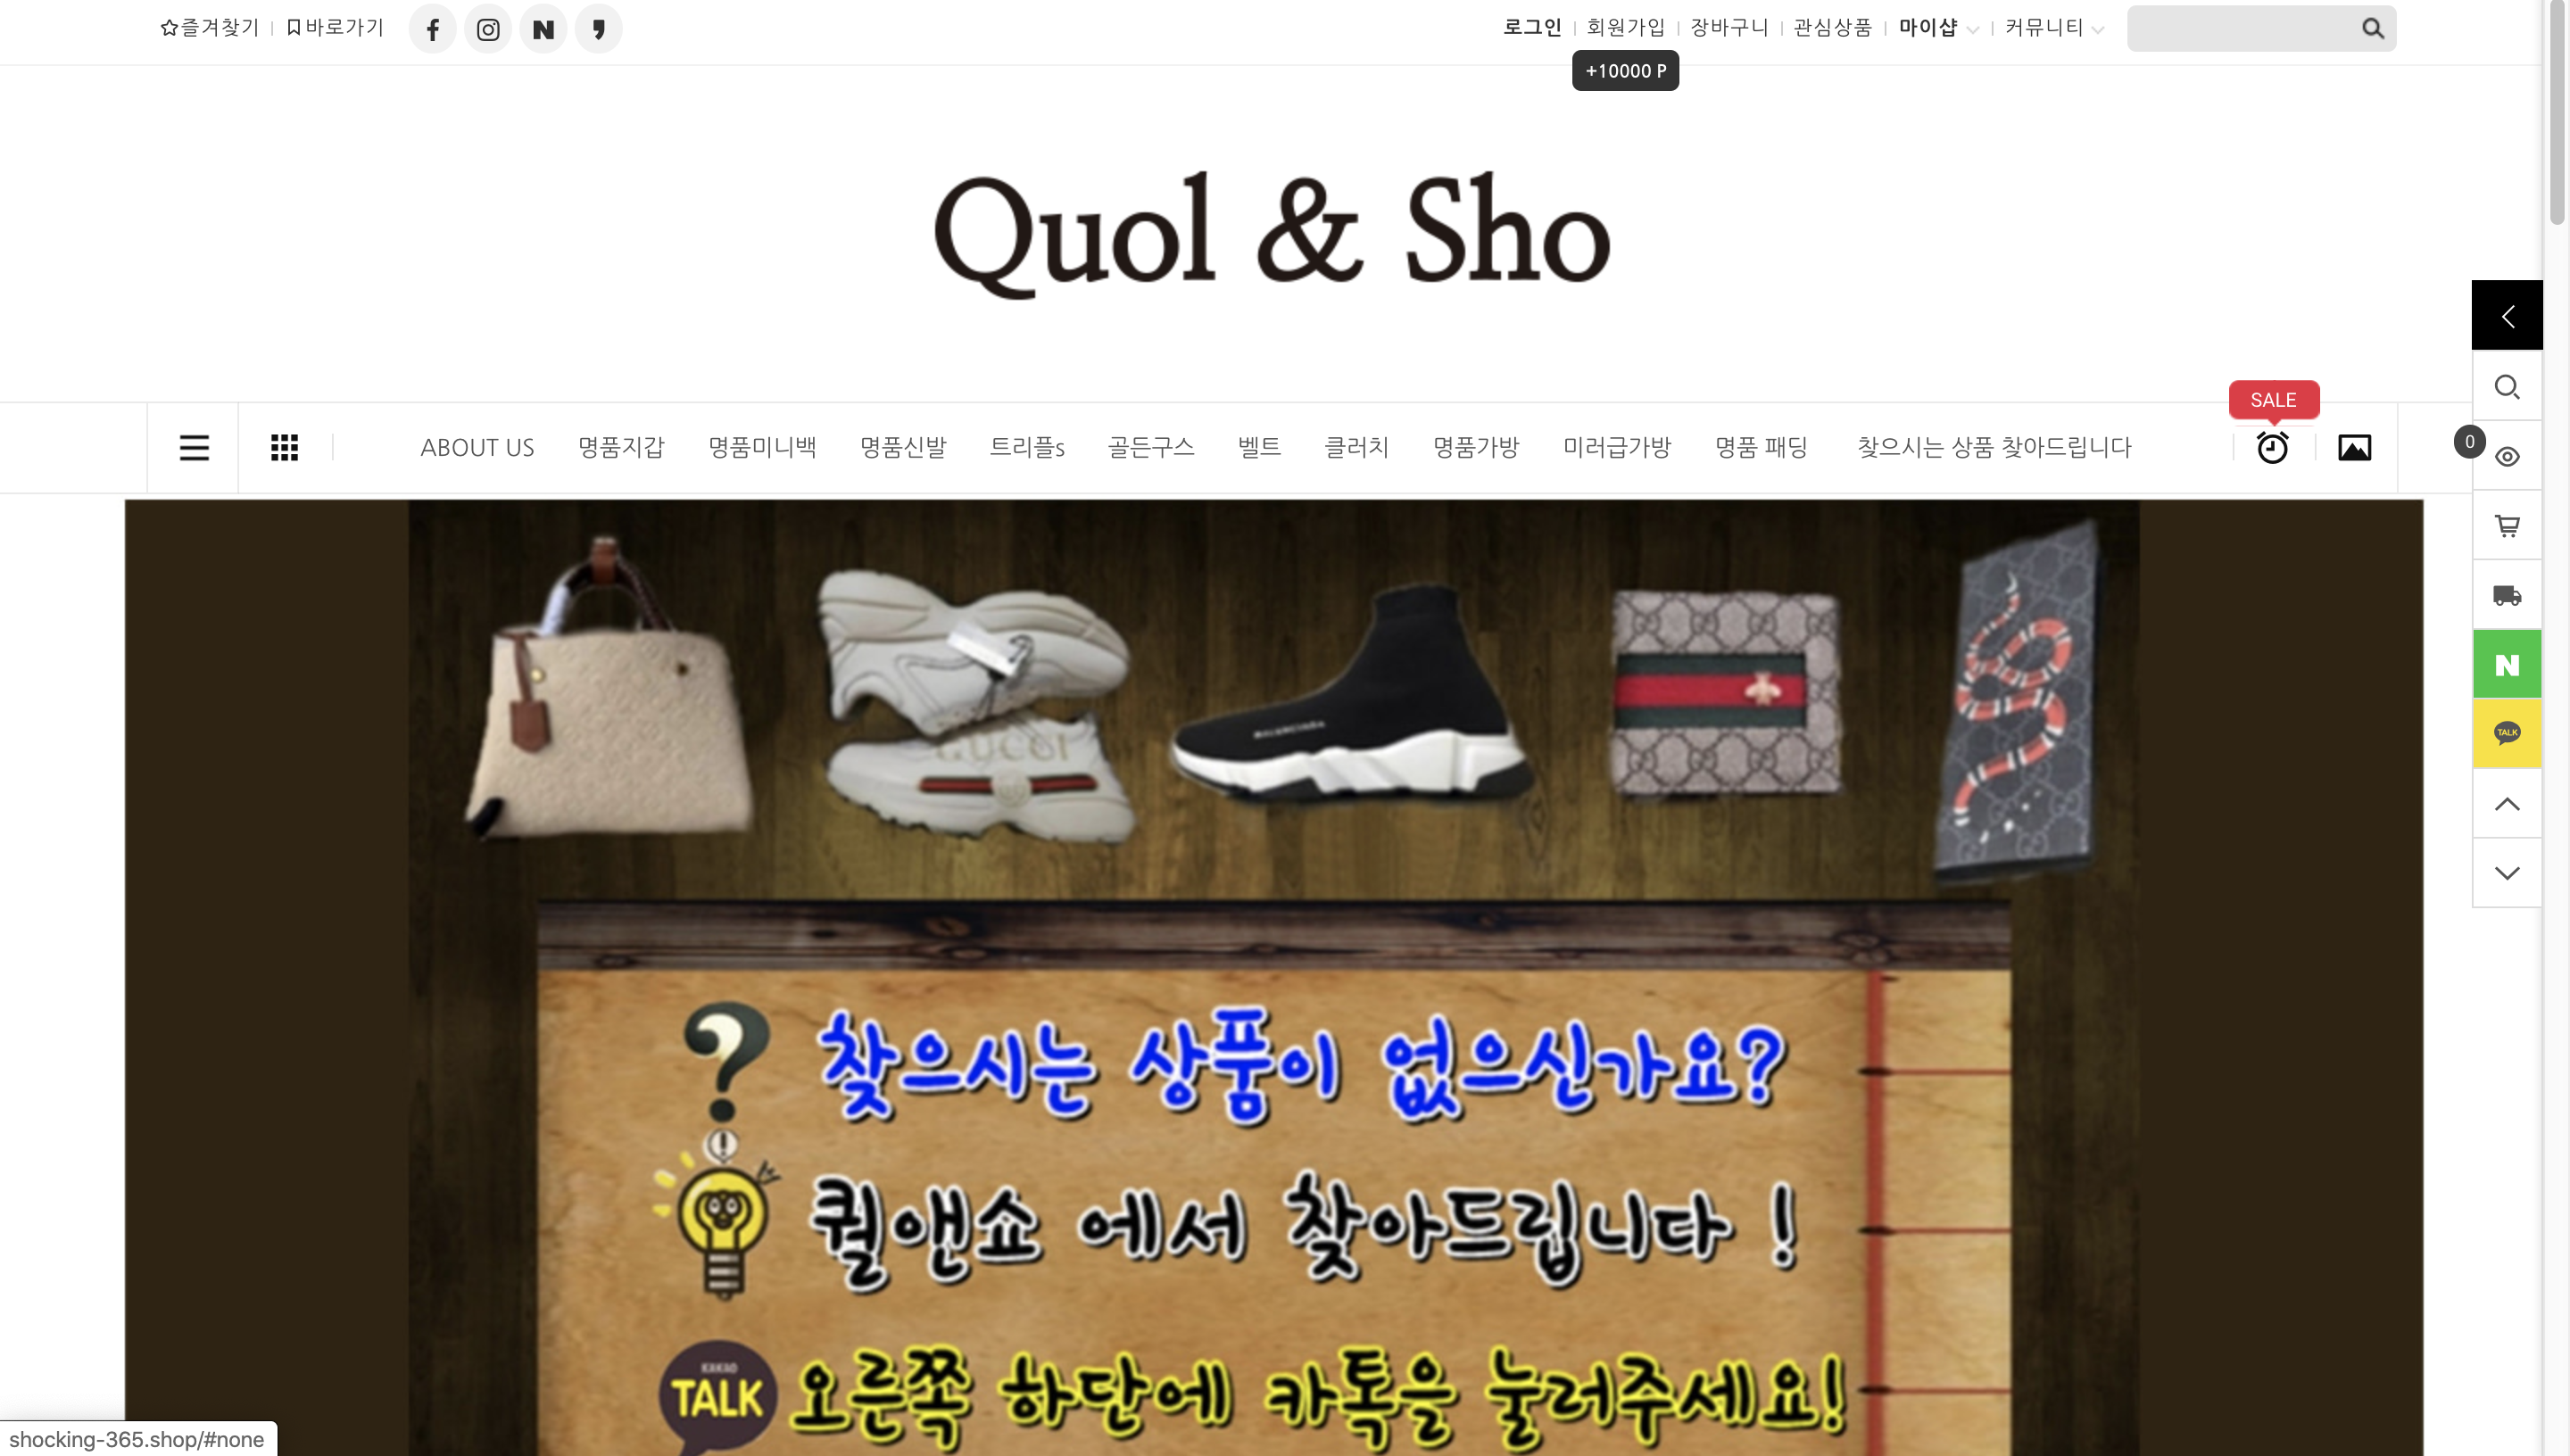 즐겨찾기 바로가기 로그인 회원가입 장바구니 관심상품 마이샵 커뮤니티
+10000 P
Quol & Sho
SALE
ABOUT US 명품지갑 명품미니백 명품신발 트리플s 골든구스 벨트 클러치 명품가방 미러급가방 명품 패딩 찾으시는 상품 찾아드립니다
0
N
GUCCI
BALENCIAGA
TALK
찾으시는 상품이 없으신가요?
퀄앤쇼 에서 찾아드립니다 !
KAKAO
TALK 오른쪽 하단에 카톡을 눌러주세요!
shocking-365.shop/#none